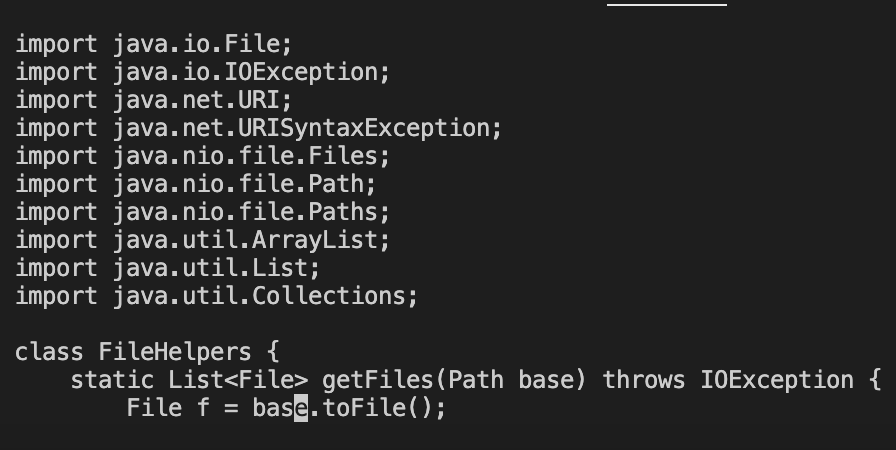 import java.io.File;
import java.io.IOException;
import java.net.URI;
import java.net.URISyntaxException;
import java.nio.file.Files;
import java.nio.file.Path;
import java.nio.file.Paths;
import java.util.ArrayList;
import java.util.List;
import java.util.Collections;

class FileHelpers {
    static List<File> getFiles(Path base) throws IOException {
        File f = base.toFile();